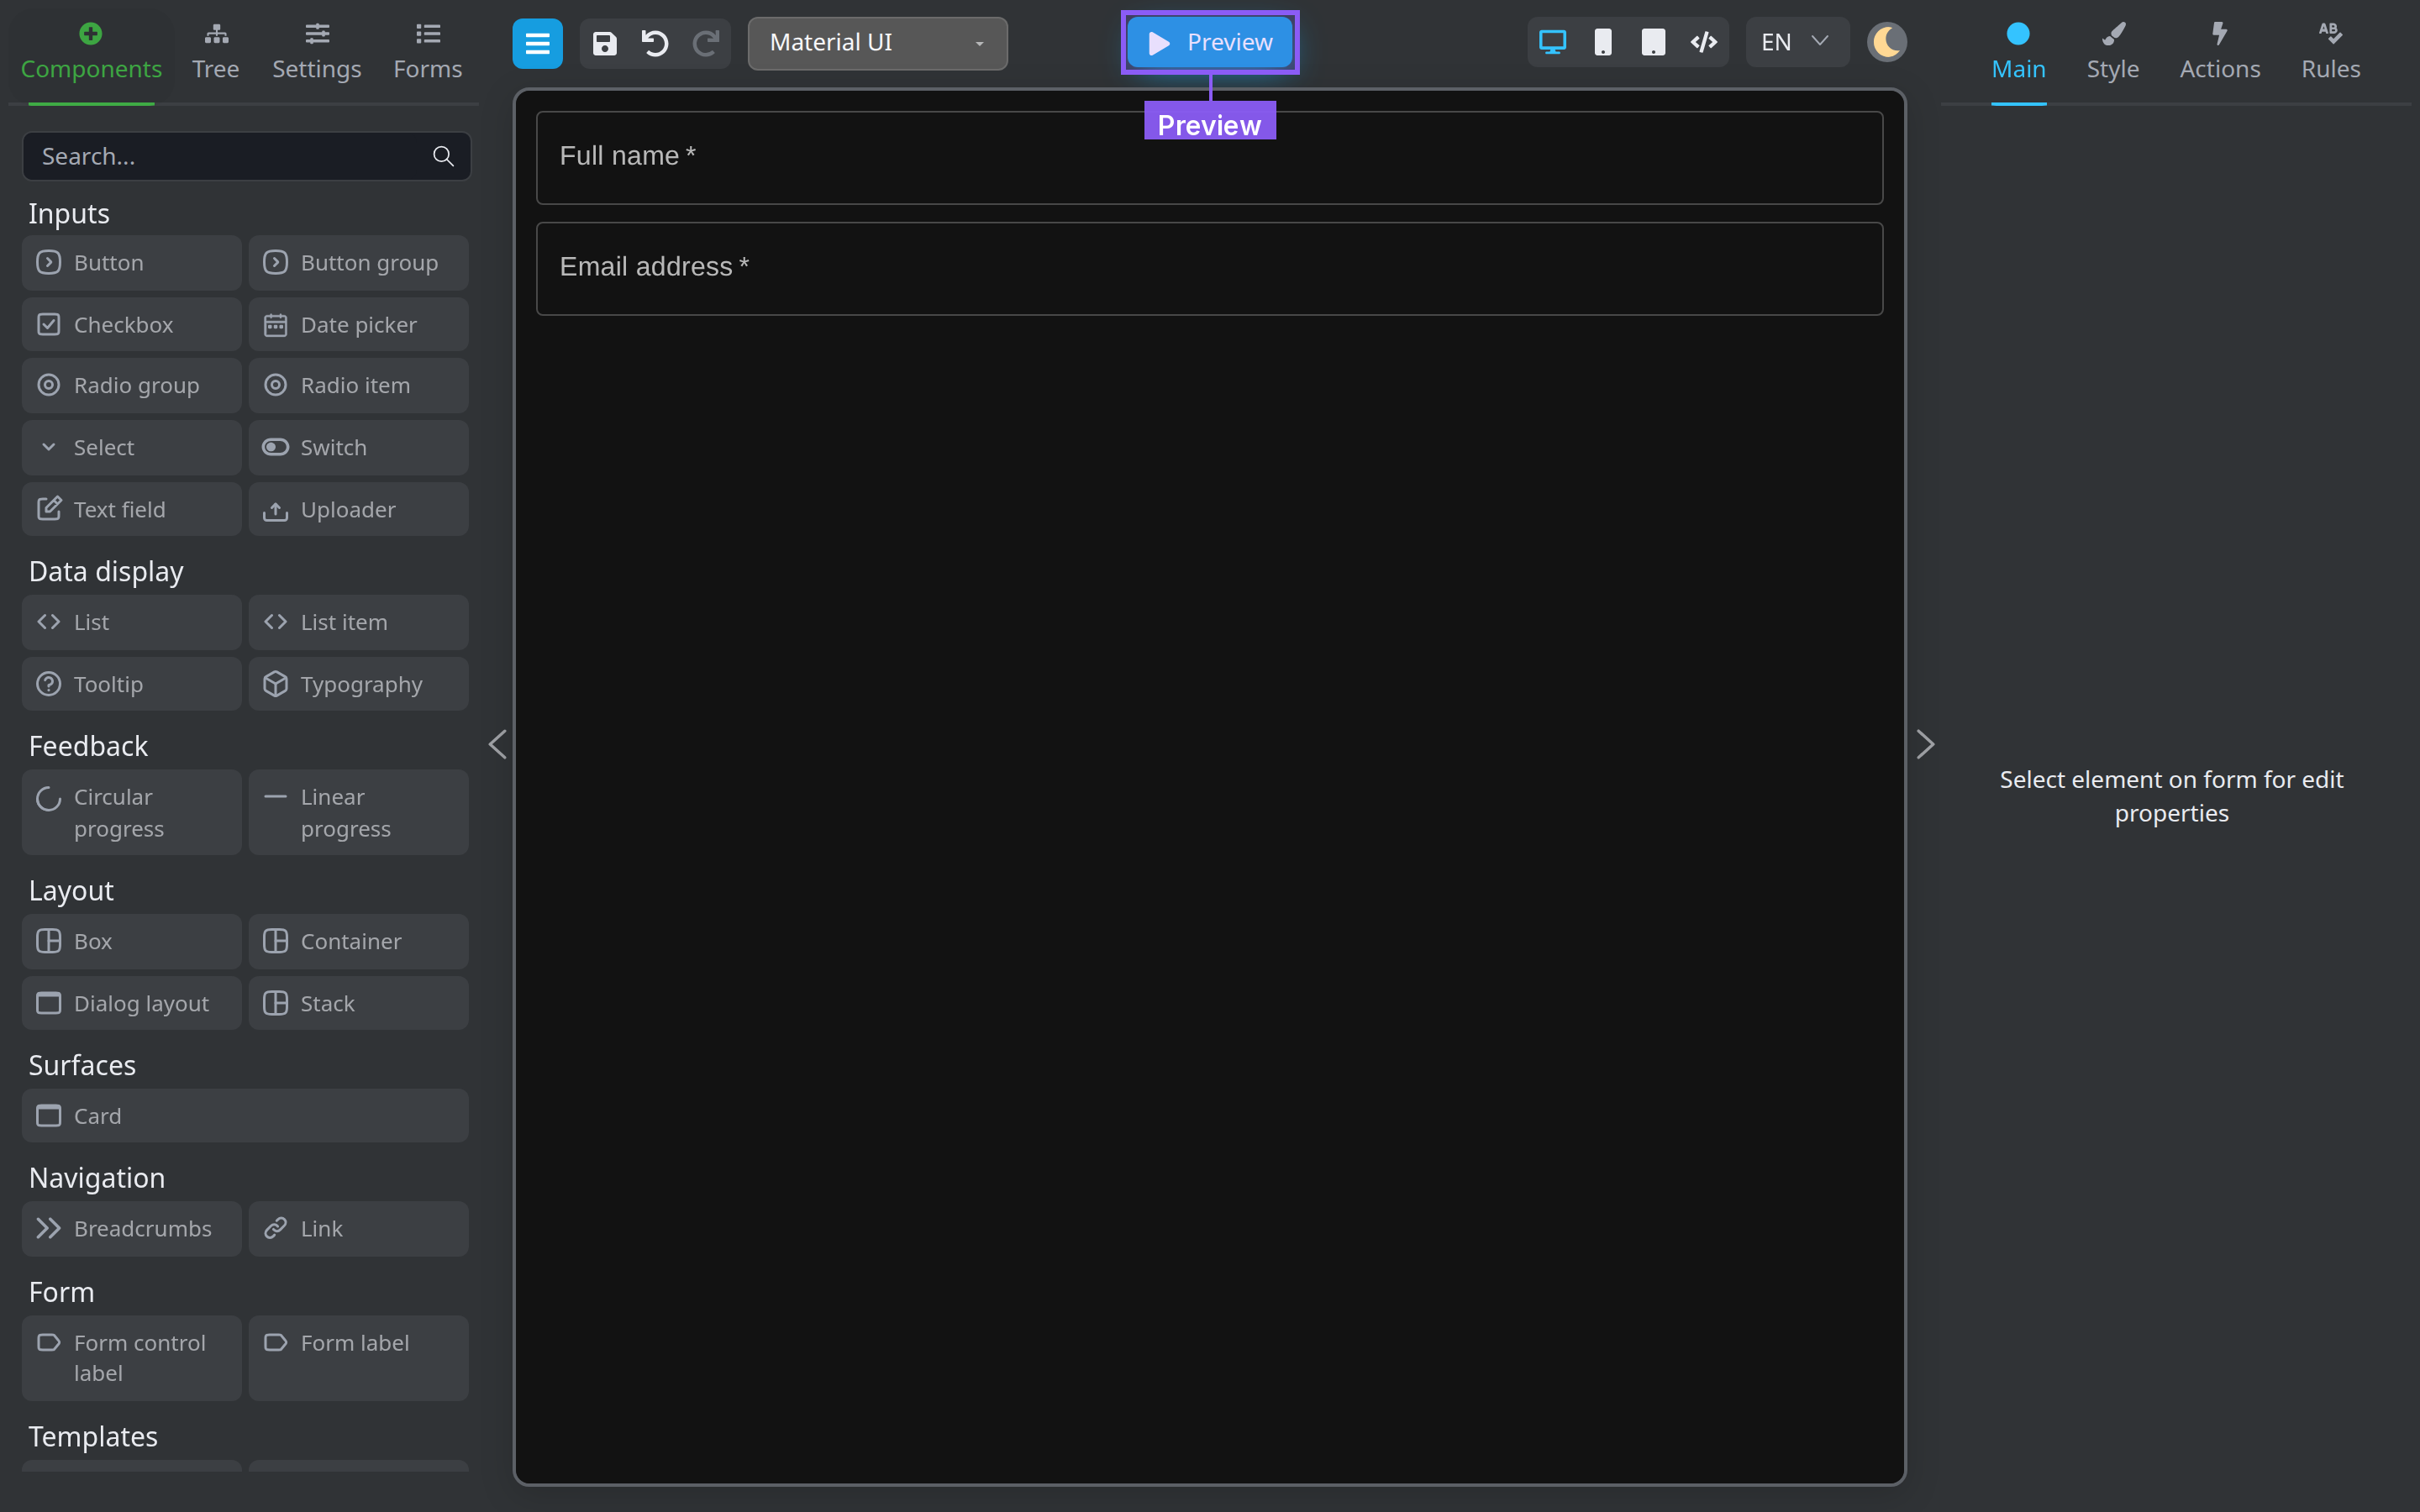 Components
Tree
Settings
Forms
Material UI
Preview
EN
Main
Style
Actions
AB
Rules
Preview
Search...
Inputs
Button
Button group
Checkbox
Date picker
Radio group
Radio item
Select
Switch
Text field
Uploader
Data display
List
List item
Tooltip
Typography
Feedback
Circular
progress
Linear
progress
Layout
Box
Container
Dialog layout
Stack
Surfaces
Card
Navigation
Breadcrumbs
Link
Form
Form control
label
Form label
Templates
Full name *
Email address *
Select element on form for edit
properties